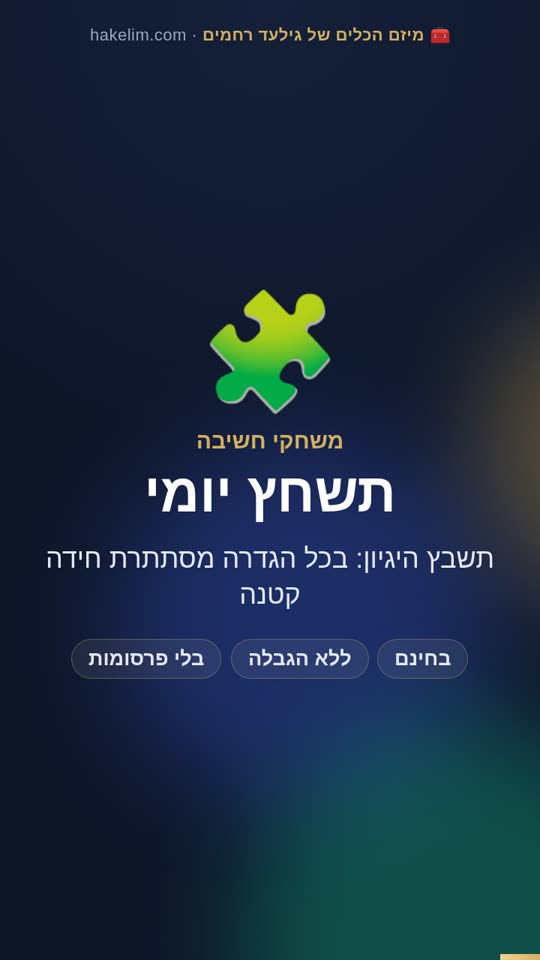 🧰 מיזם הכלים של גילעד רחמים · hakelim.com
משחקי חשיבה
תשחץ יומי
תשבץ היגיון: בכל הגדרה מסתתרת חידה
קטנה
בחינם
ללא הגבלה
בלי פרסומות